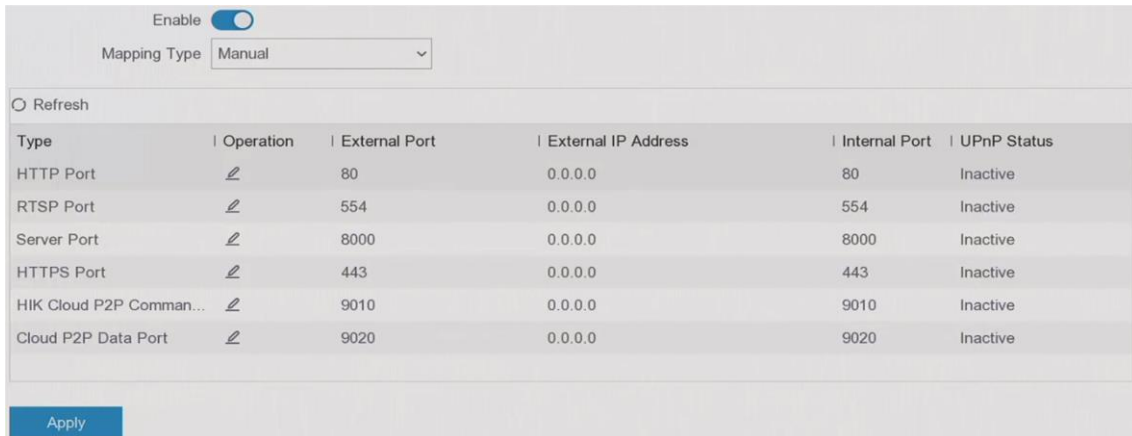 Enable
Mapping Type Manual
Refresh
Type Operation External Port External IP Address Internal Port UPnP Status
HTTP Port 80 0.0.0.0 80 Inactive
RTSP Port 554 0.0.0.0 554 Inactive
Server Port 8000 0.0.0.0 8000 Inactive
HTTPS Port 443 0.0.0.0 443 Inactive
HIK Cloud P2P Comman... 9010 0.0.0.0 9010 Inactive
Cloud P2P Data Port 9020 0.0.0.0 9020 Inactive
Apply